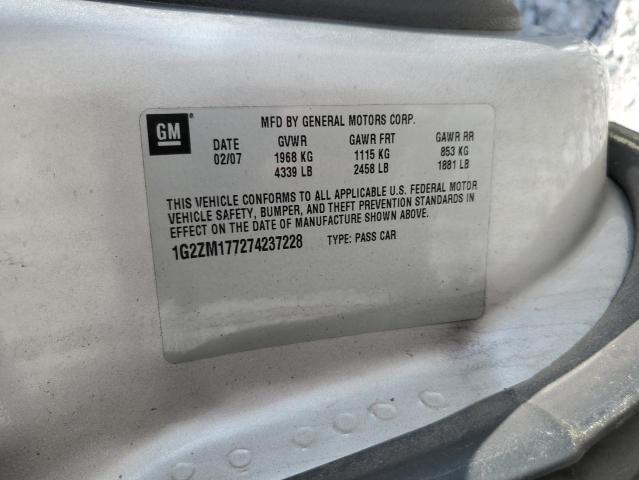 GM
MFD BY GENERAL MOTORS CORP.
DATE GVWR GAWR FRT GAWR RR
02/07 1968 KG 1115 KG 853 KG
4339 LB 2458 LB 1881 LB
THIS VEHICLE CONFORMS TO ALL APPLICABLE U.S. FEDERAL MOTOR
VEHICLE SAFETY, BUMPER, AND THEFT PREVENTION STANDARDS IN
EFFECT ON THE DATE OF MANUFACTURE SHOWN ABOVE.
1G2ZM177274237228 TYPE: PASS CAR